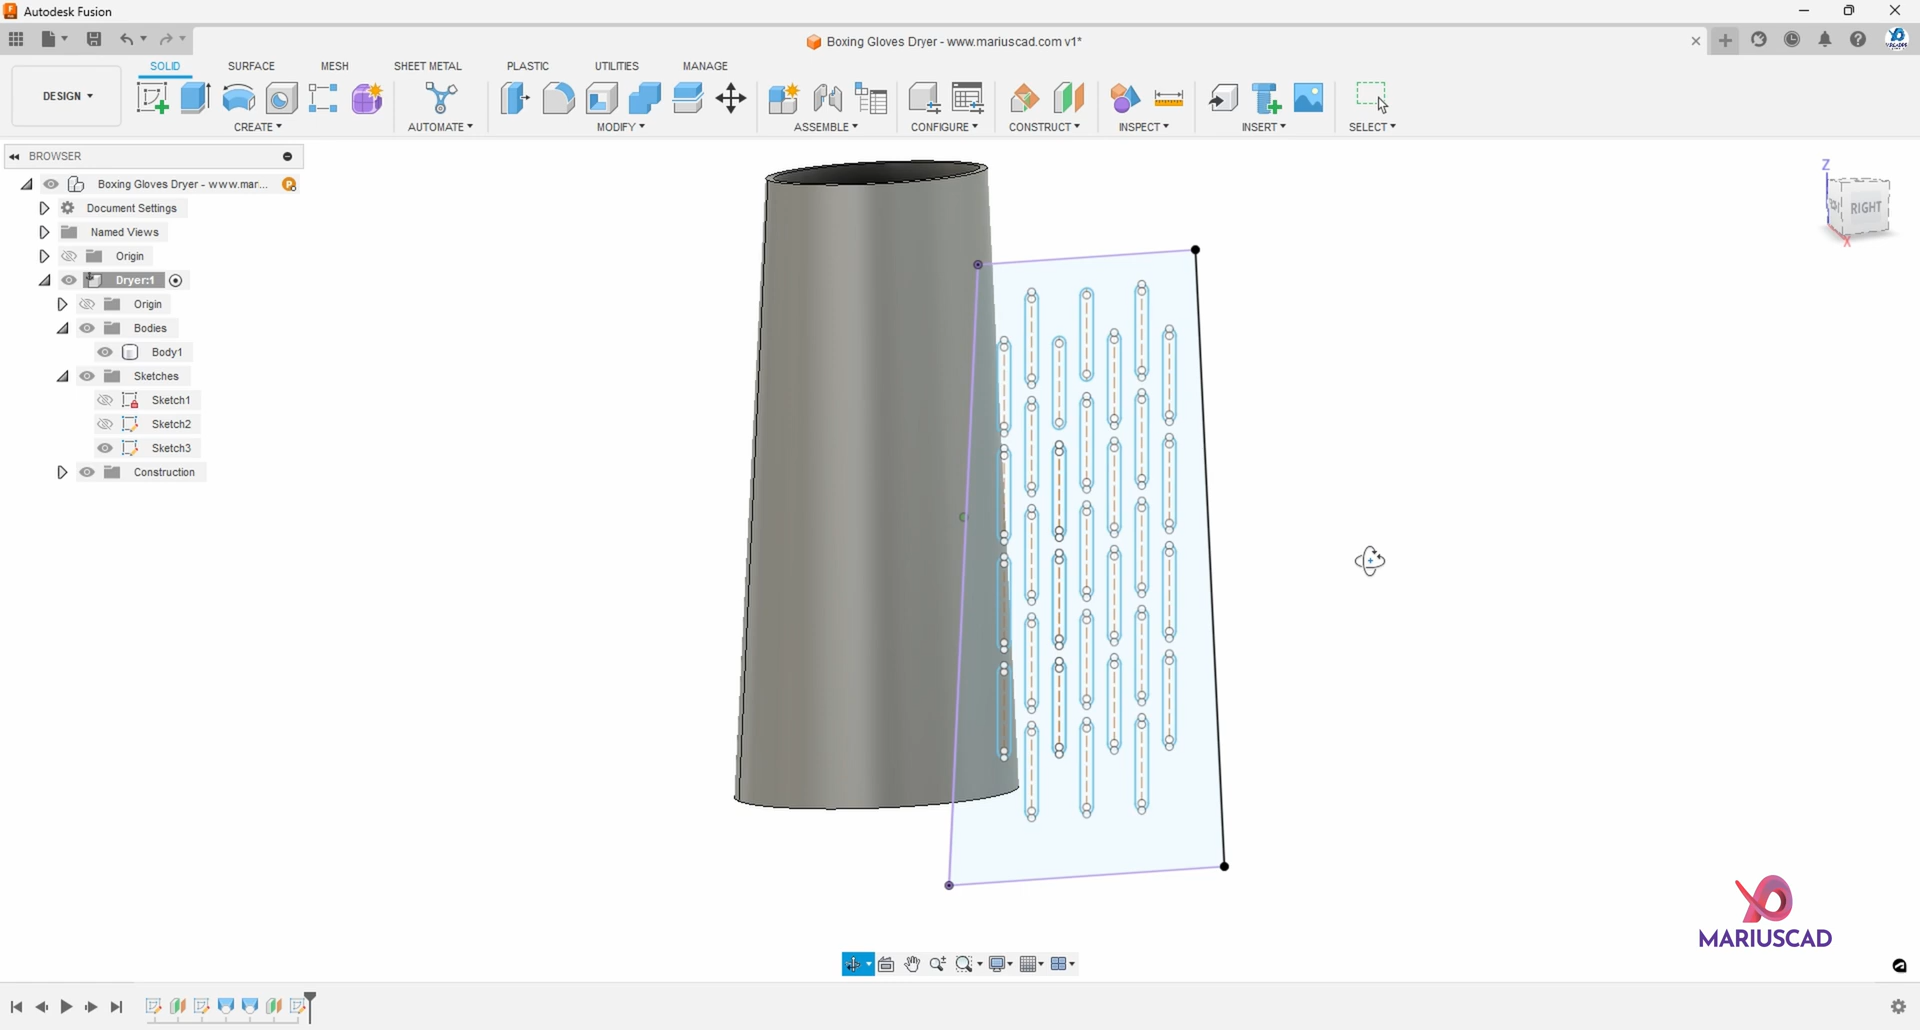 Autodesk Fusion
Boxing Gloves Dryer - www.mariuscad.com v1*
SOLID SURFACE MESH SHEET METAL PLASTIC UTILITIES MANAGE
DESIGN
CREATE AUTOMATE MODIFY ASSEMBLE CONFIGURE CONSTRUCT INSPECT INSERT SELECT
BROWSER
Boxing Gloves Dryer - www.mar...
Document Settings
Named Views
Origin
Dryer:1
Origin
Bodies
Body1
Sketches
Sketch1
Sketch2
Sketch3
Construction
Z
RIGHT
X
MARIUSCAD